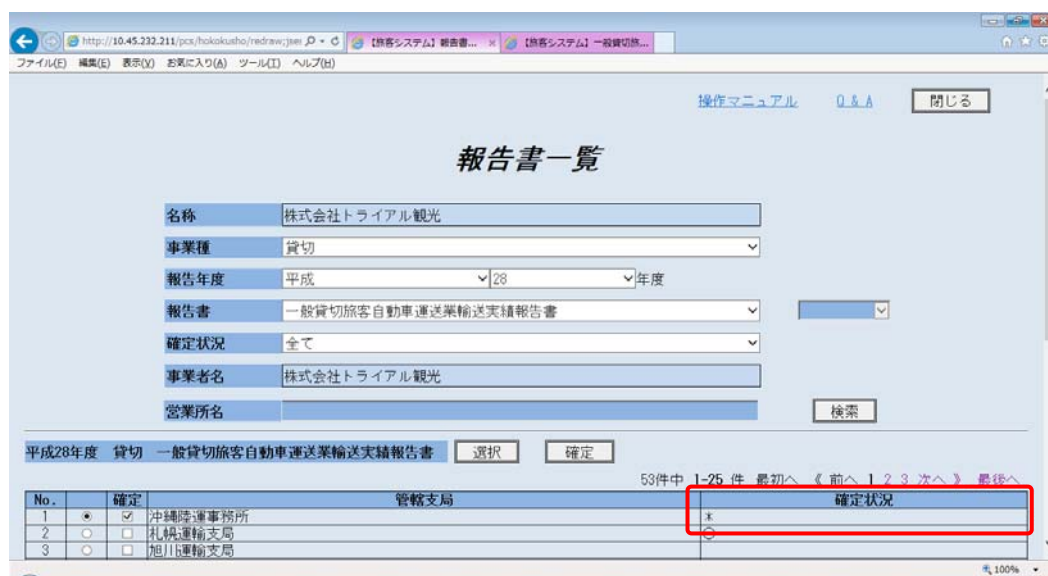 http://10.45.232.211/pcs/hokokusho/redraw;jses
【旅客システム】報告書...
【旅客システム】一般貸切旅...
ファイル(F) 編集(E) 表示(V) お気に入り(A) ツール(T) ヘルプ(H)
操作マニュアル Q & A 閉じる
報告書一覧
名称 株式会社トライアル観光
事業種 貸切
報告年度 平成 28 年度
報告書 一般貸切旅客自動車運送業輸送実績報告書
確定状況 全て
事業者名 株式会社トライアル観光
営業所名 検索
平成28年度 貸切 一般貸切旅客自動車運送業輸送実績報告書 選択 確定
53件中 1-25 件 最初へ 《 前へ 1 2 3 次へ 》 最後へ
No. 確定 管轄支局 確定状況
1 沖縄陸運事務所 *
2 札幌運輸支局 ○
3 旭川運輸支局
100%